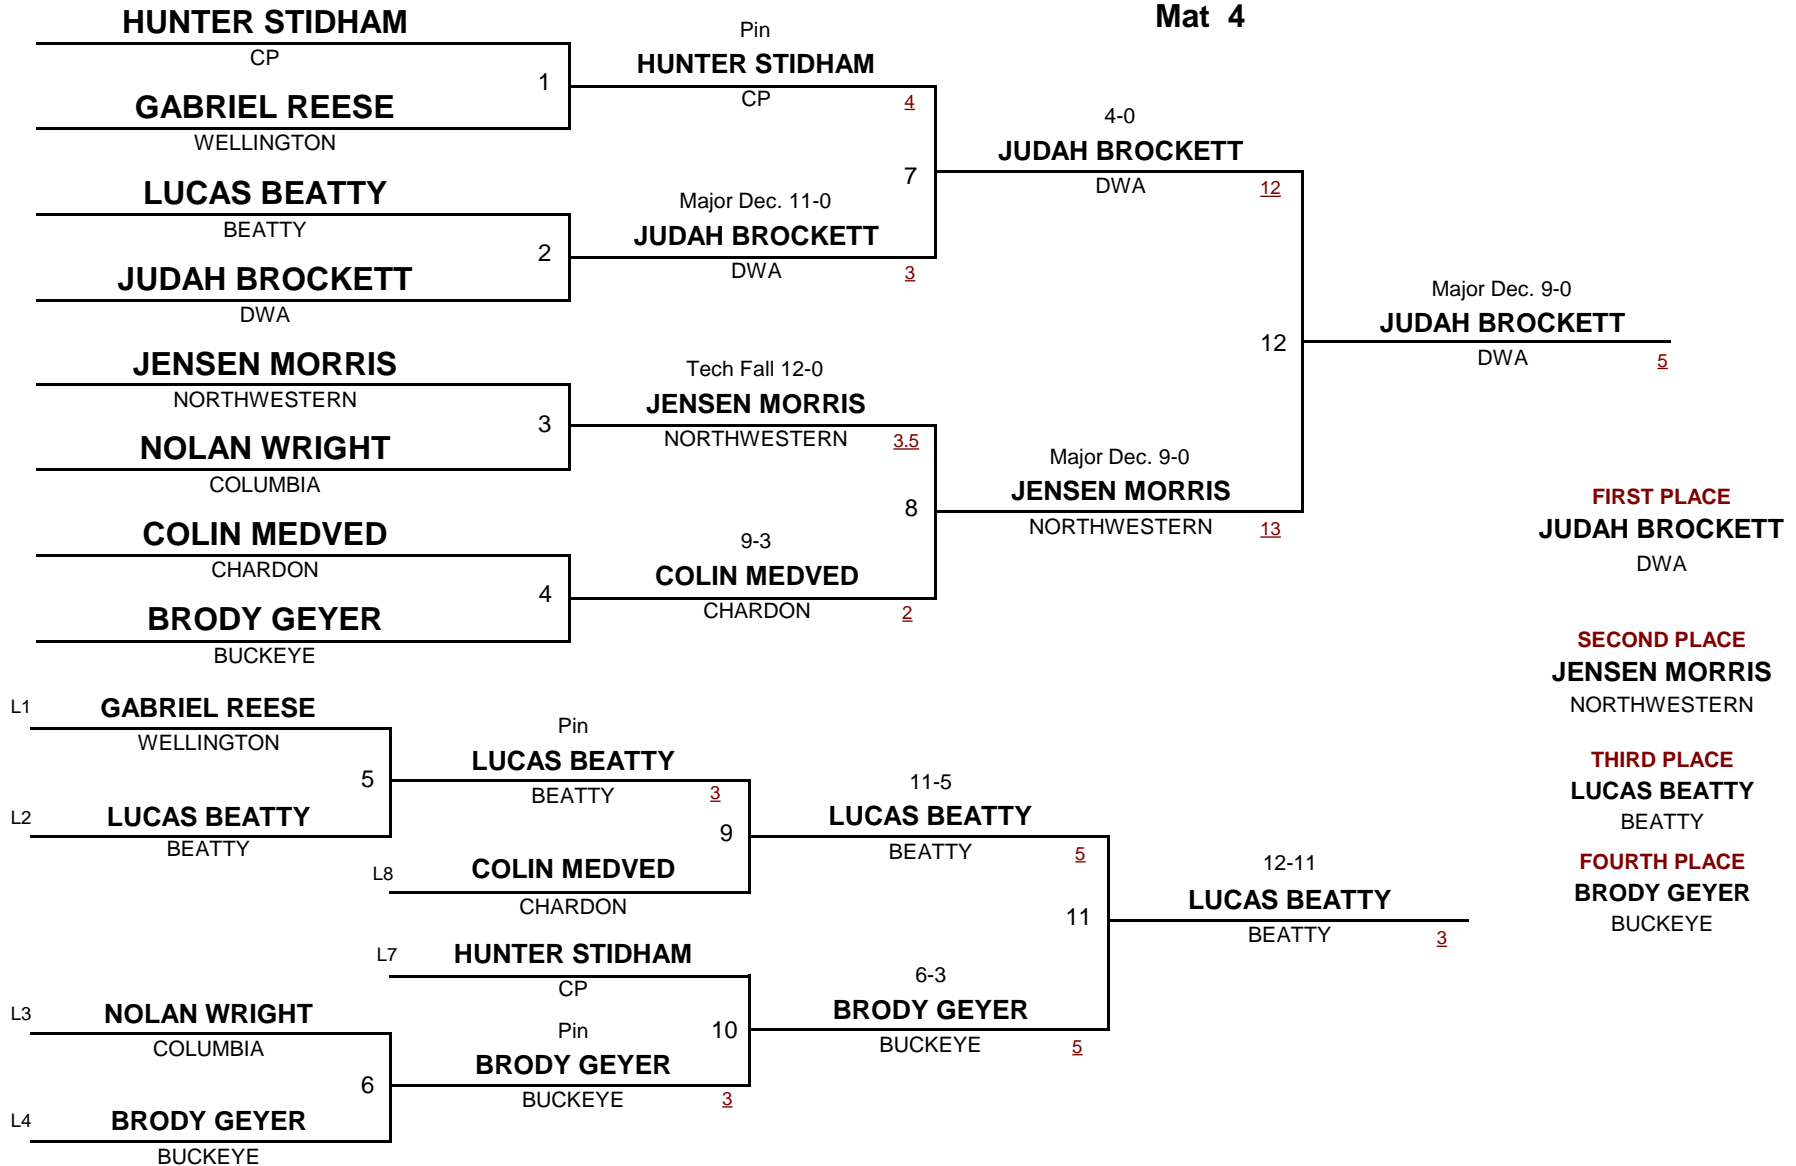 Mat 4
HUNTER STIDHAM
CP
1
GABRIEL REESE
WELLINGTON
LUCAS BEATTY
BEATTY
2
JUDAH BROCKETT
DWA
JENSEN MORRIS
NORTHWESTERN
3
NOLAN WRIGHT
COLUMBIA
COLIN MEDVED
CHARDON
4
BRODY GEYER
BUCKEYE
Pin
HUNTER STIDHAM
CP 4
7
Major Dec. 11-0
JUDAH BROCKETT
DWA 3
Tech Fall 12-0
JENSEN MORRIS
NORTHWESTERN 3.5
8
9-3
COLIN MEDVED
CHARDON 2
4-0
JUDAH BROCKETT
DWA 12
12
Major Dec. 9-0
JENSEN MORRIS
NORTHWESTERN 13
Major Dec. 9-0
JUDAH BROCKETT
DWA 5
FIRST PLACE
JUDAH BROCKETT
DWA
SECOND PLACE
JENSEN MORRIS
NORTHWESTERN
THIRD PLACE
LUCAS BEATTY
BEATTY
FOURTH PLACE
BRODY GEYER
BUCKEYE
L1 GABRIEL REESE
WELLINGTON
5
L2 LUCAS BEATTY
BEATTY
L3 NOLAN WRIGHT
COLUMBIA
6
L4 BRODY GEYER
BUCKEYE
Pin
LUCAS BEATTY
BEATTY 3
9
L8 COLIN MEDVED
CHARDON
L7 HUNTER STIDHAM
CP
10
Pin
BRODY GEYER
BUCKEYE 3
11-5
LUCAS BEATTY
BEATTY 5
11
6-3
BRODY GEYER
BUCKEYE 5
12-11
LUCAS BEATTY
BEATTY 3